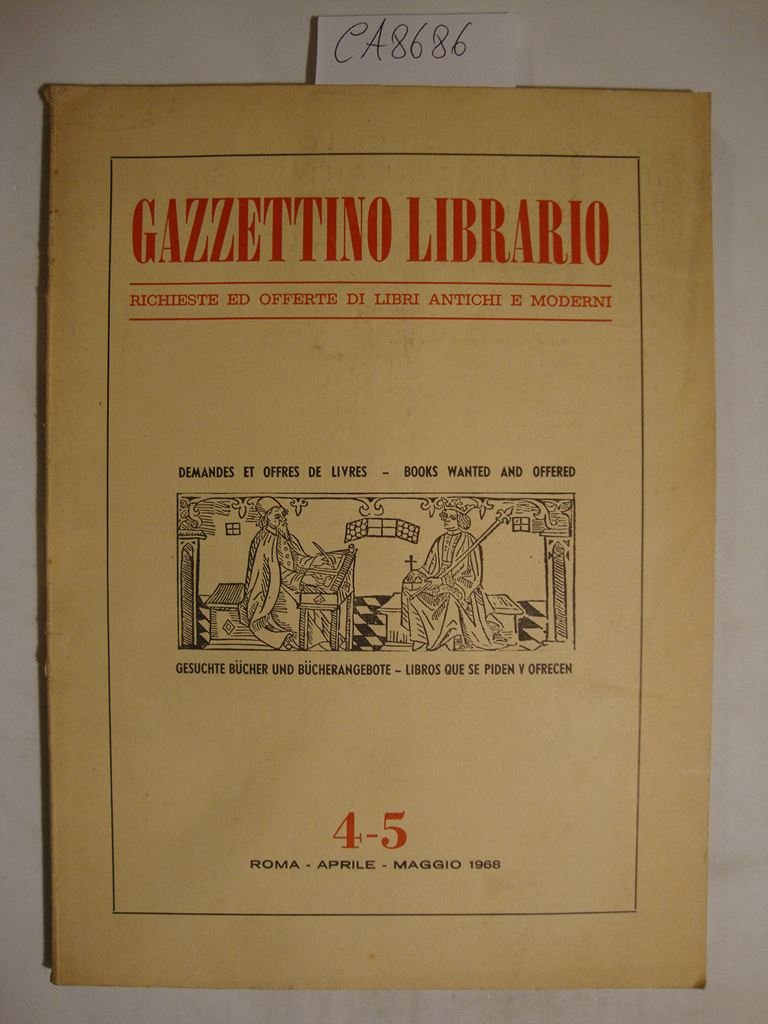 CA8686
GAZZETTINO LIBRARIO
RICHIESTE ED OFFERTE DI LIBRI ANTICHI E MODERNI
DEMANDES ET OFFRES DE LIVRES – BOOKS WANTED AND OFFERED
GESUCHTE BÜCHER UND BÜCHERANGEBOTE – LIBROS QUE SE PIDEN Y OFRECEN
4-5
ROMA - APRILE - MAGGIO 1968